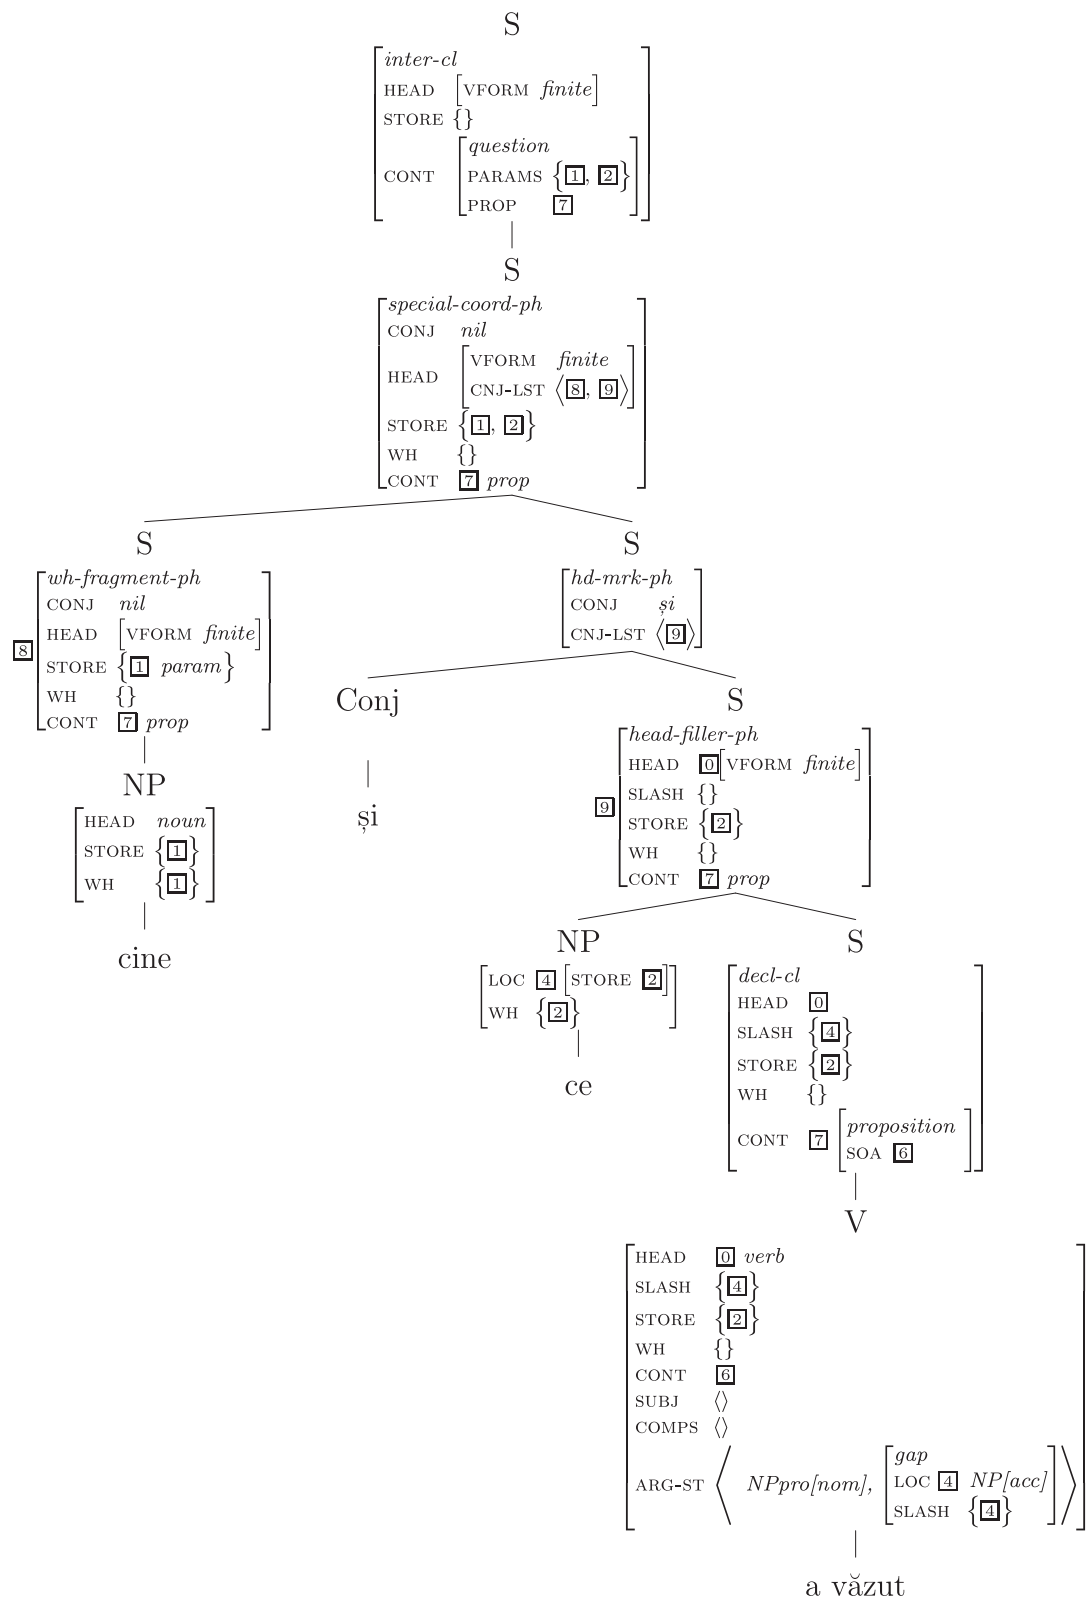 S
inter-cl
HEAD [VFORM finite]
STORE {}
question
CONT PARAMS {1, 2}
PROP 7
S
special-coord-ph
CONJ nil
VFORM finite
HEAD
CNJ-LST ⟨8, 9⟩
STORE {1, 2}
WH {}
CONT 7 prop
S
wh-fragment-ph
CONJ nil
HEAD [VFORM finite]
8
STORE {1 param}
WH {}
CONT 7 prop
NP
HEAD noun
STORE {1}
WH {1}
cine
S
hd-mrk-ph
CONJ și
CNJ-LST ⟨9⟩
Conj
și
S
head-filler-ph
HEAD 0[VFORM finite]
SLASH {}
9
STORE {2}
WH {}
CONT 7 prop
NP
LOC 4 [STORE 2]
WH {2}
ce
S
decl-cl
HEAD 0
SLASH {4}
STORE {2}
WH {}
proposition
CONT 7
SOA 6
V
HEAD 0 verb
SLASH {4}
STORE {2}
WH {}
CONT 6
SUBJ ⟨⟩
COMPS ⟨⟩
gap
ARG-ST ⟨ NPpro[nom], LOC 4 NP[acc] ⟩
SLASH {4}
a văzut